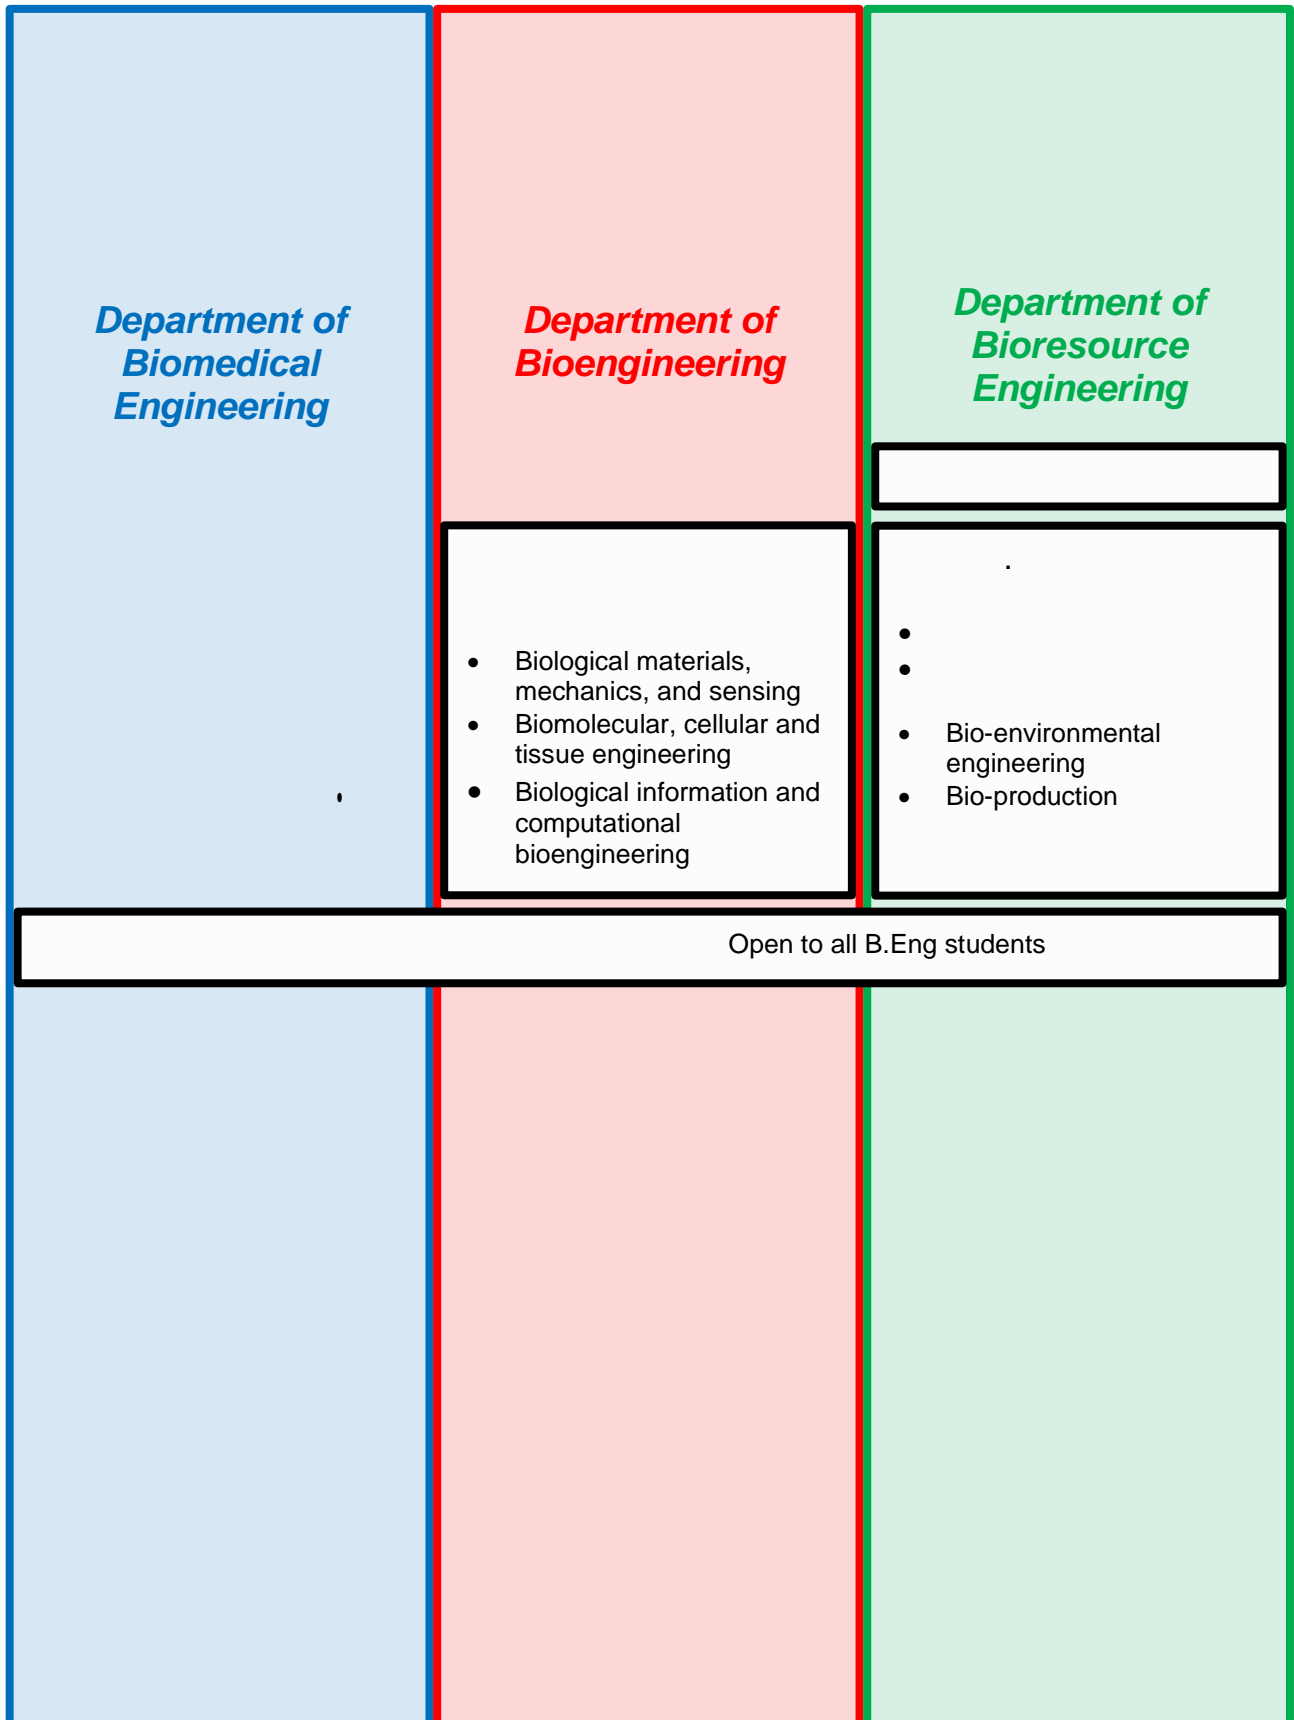 Department of
Biomedical
Engineering
Department of
Bioengineering
Department of
Bioresource
Engineering
• Biological materials,
mechanics, and sensing
• Biomolecular, cellular and
tissue engineering
• Biological information and
computational
bioengineering
.
•
•
• Bio-environmental
engineering
• Bio-production
Open to all B.Eng students